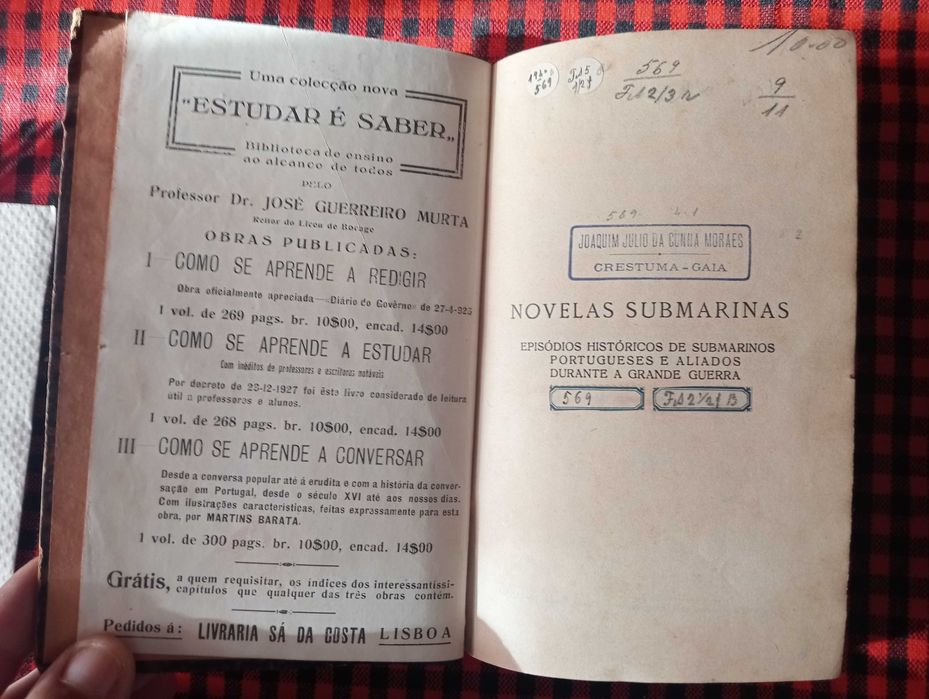 Uma colecção nova
"ESTUDAR É SABER„
Biblioteca de ensino
ao alcance de todos
PELO
Professor Dr. JOSÉ GUERREIRO MURTA
Reitor do Liceu de Bocage
OBRAS PUBLICADAS:
I — COMO SE APRENDE A REDIGIR
Obra oficialmente apreciada—«Diário do Govêrno» de 27-4-925
1 vol. de 269 pags. br. 10$00, encad. 14$00
II — COMO SE APRENDE A ESTUDAR
Com inéditos de professores e escritores notáveis
Por decreto de 23-12-1927 foi êste livro considerado de leitura
útil a professores e alunos.
1 vol. de 268 pags. br. 10$00, encad. 14$00
III — COMO SE APRENDE A CONVERSAR
Desde a conversa popular até á erudita e com a história da conver-
sação em Portugal, desde o século XVI até aos nossos dias.
Com ilustrações características, feitas expressamente para esta
obra, por MARTINS BARATA.
1 vol. de 300 pags. br. 10$00, encad. 14$00
Grátis, a quem requisitar, os índices dos interessantíssi-
capítulos que qualquer das três obras contém.
Pedidos á: LIVRARIA SÁ DA COSTA LISBOA
10-00
569
569
9
11
569
2
JOAQUIM JULIO DA CUNHA MORAES
CRESTUMA-GAIA
NOVELAS SUBMARINAS
EPISÓDIOS HISTÓRICOS DE SUBMARINOS
PORTUGUESES E ALIADOS
DURANTE A GRANDE GUERRA
569